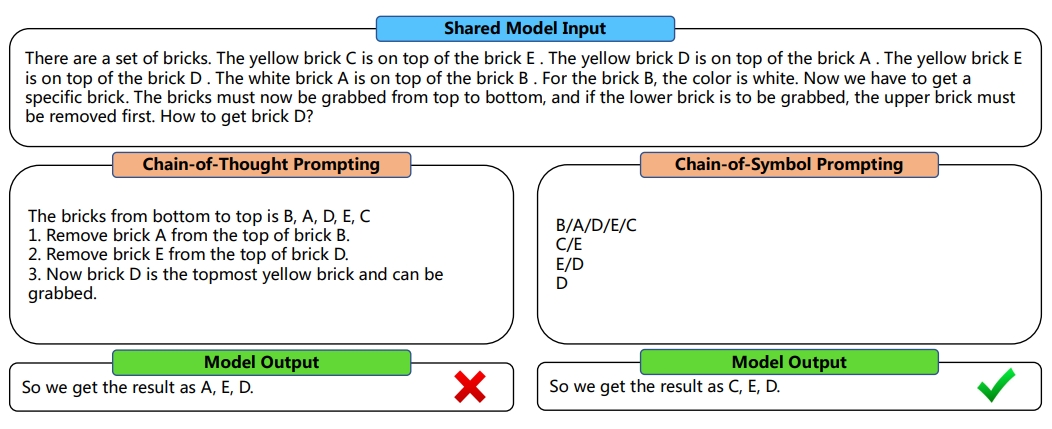 Shared Model Input
There are a set of bricks. The yellow brick C is on top of the brick E . The yellow brick D is on top of the brick A . The yellow brick E
is on top of the brick D . The white brick A is on top of the brick B . For the brick B, the color is white. Now we have to get a
specific brick. The bricks must now be grabbed from top to bottom, and if the lower brick is to be grabbed, the upper brick must
be removed first. How to get brick D?
Chain-of-Thought Prompting
The bricks from bottom to top is B, A, D, E, C
1. Remove brick A from the top of brick B.
2. Remove brick E from the top of brick D.
3. Now brick D is the topmost yellow brick and can be
grabbed.
Model Output
So we get the result as A, E, D.
Chain-of-Symbol Prompting
B/A/D/E/C
C/E
E/D
D
Model Output
So we get the result as C, E, D.